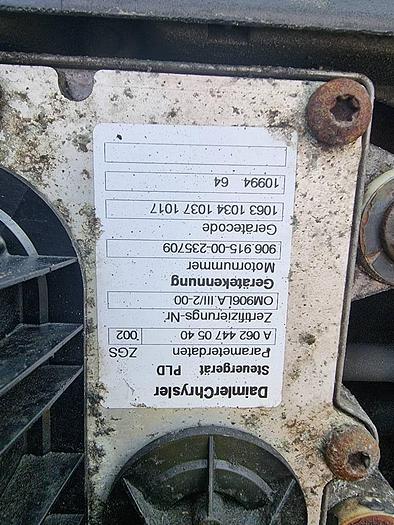 DaimlerChrysler
Steuergerät PLD
Parameterdaten ZGS
A 062 447 05 40 002
Zertifizierungs-Nr.
OM906LA.III/2-00
Gerätekennung
Motornummer
906.915-00-235709
Gerätecode
1063 1034 1037 1017
10994 64